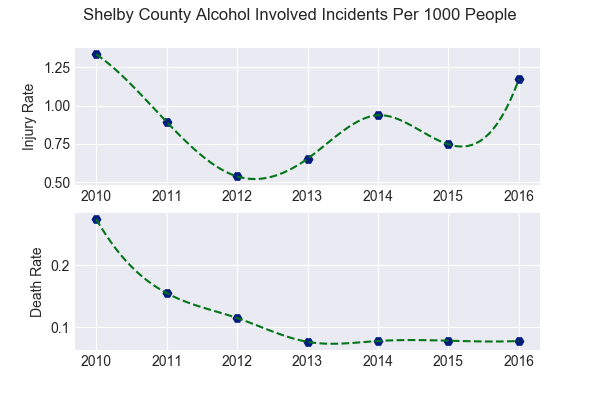 Shelby County Alcohol Involved Incidents Per 1000 People
Injury Rate
1.25
1.00
0.75
0.50
2010 2011 2012 2013 2014 2015 2016
Death Rate
0.2
0.1
2010 2011 2012 2013 2014 2015 2016